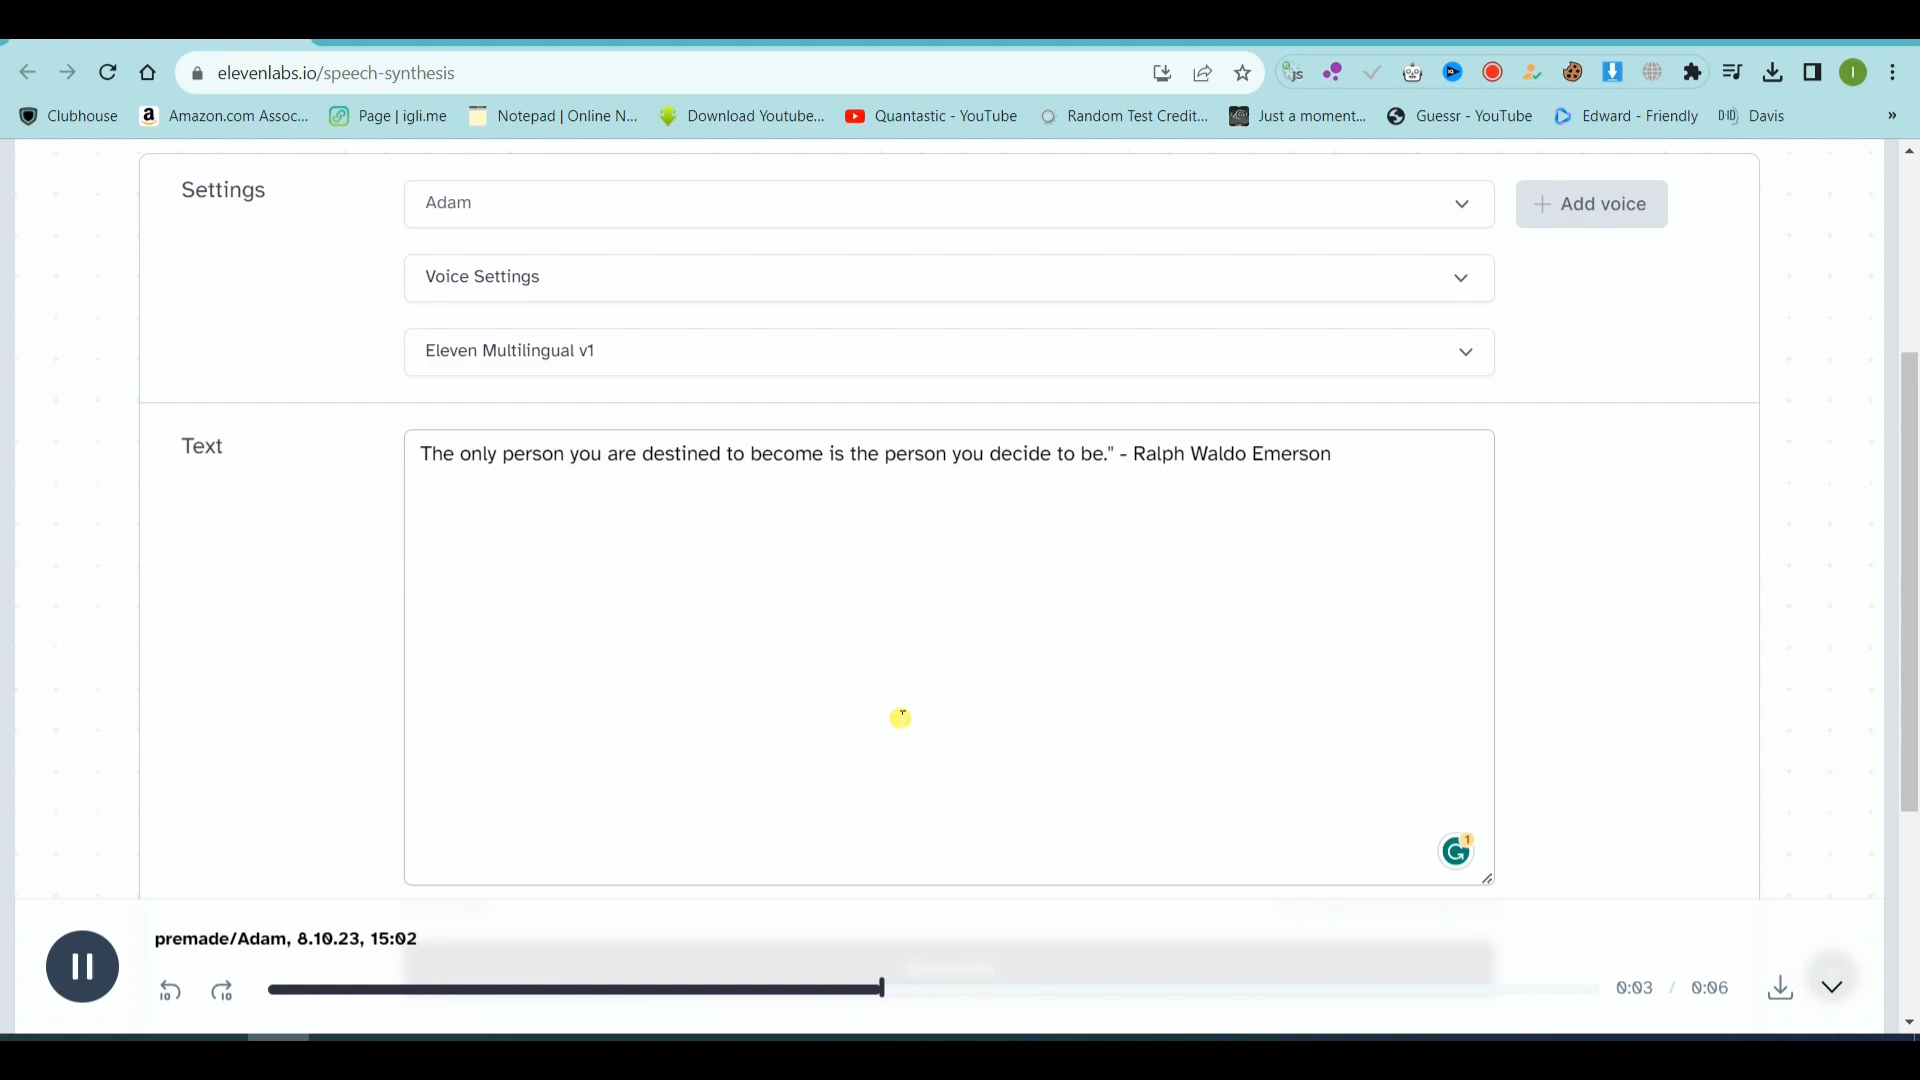 elevenlabs.io/speech-synthesis
Clubhouse
Amazon.com Assoc...
Page | igli.me
Notepad | Online N...
Download Youtube...
Quantastic - YouTube
Random Test Credit...
Just a moment...
Guessr - YouTube
Edward - Friendly
Davis
»
Settings
Adam
+ Add voice
Voice Settings
Eleven Multilingual v1
Text
The only person you are destined to become is the person you decide to be." - Ralph Waldo Emerson
1
premade/Adam, 8.10.23, 15:02
10
10
0:03 / 0:06